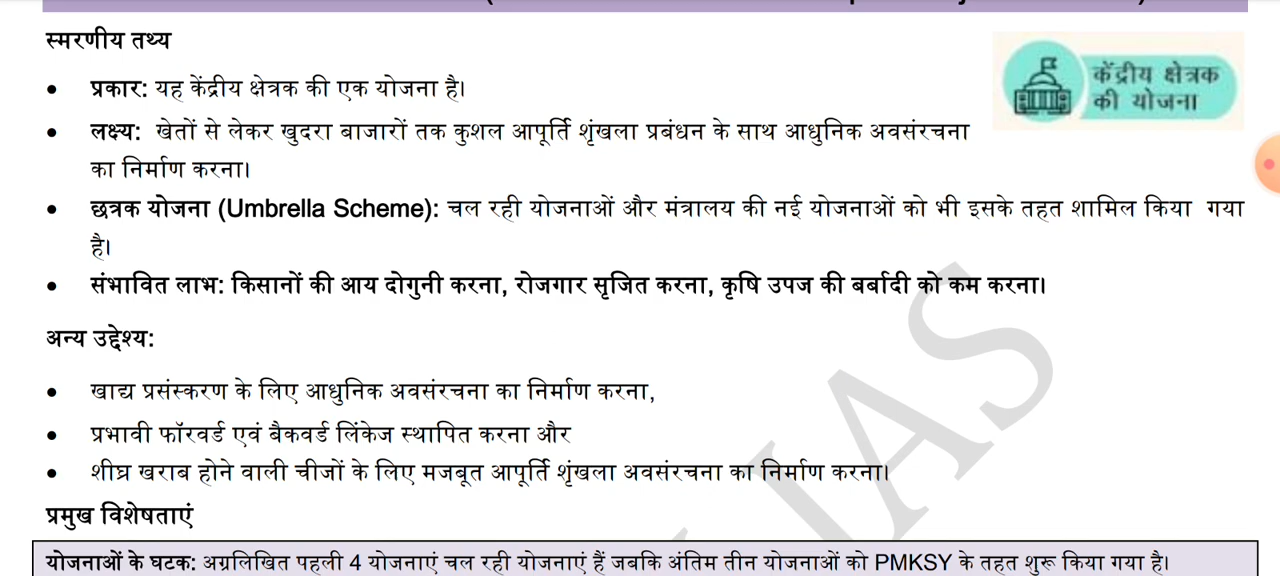 स्मरणीय तथ्य
केंद्रीय क्षेत्रक
की योजना
• प्रकार: यह केंद्रीय क्षेत्रक की एक योजना है।
• लक्ष्य: खेतों से लेकर खुदरा बाजारों तक कुशल आपूर्ति शृंखला प्रबंधन के साथ आधुनिक अवसंरचना
का निर्माण करना।
• छत्रक योजना (Umbrella Scheme): चल रही योजनाओं और मंत्रालय की नई योजनाओं को भी इसके तहत शामिल किया गया
है।
• संभावित लाभ: किसानों की आय दोगुनी करना, रोजगार सृजित करना, कृषि उपज की बर्बादी को कम करना।
अन्य उद्देश्य:
• खाद्य प्रसंस्करण के लिए आधुनिक अवसंरचना का निर्माण करना,
• प्रभावी फॉरवर्ड एवं बैकवर्ड लिंकेज स्थापित करना और
• शीघ्र खराब होने वाली चीजों के लिए मजबूत आपूर्ति शृंखला अवसंरचना का निर्माण करना।
प्रमुख विशेषताएं
योजनाओं के घटक: अग्रलिखित पहली 4 योजनाएं चल रही योजनाएं हैं जबकि अंतिम तीन योजनाओं को PMKSY के तहत शुरू किया गया है।
IAS